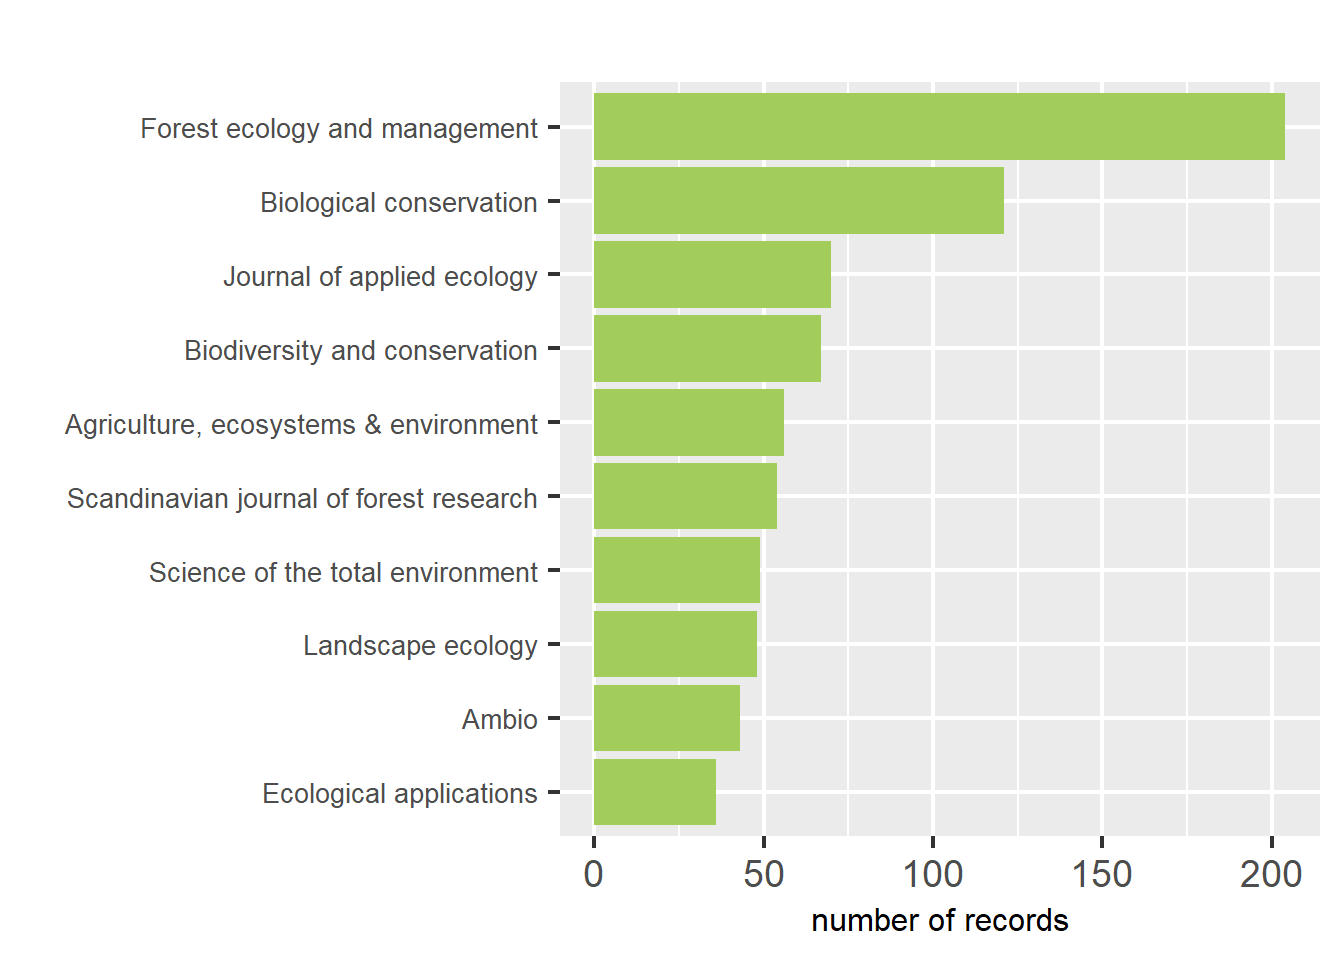 Forest ecology and management
Biological conservation
Journal of applied ecology
Biodiversity and conservation
Agriculture, ecosystems & environment
Scandinavian journal of forest research
Science of the total environment
Landscape ecology
Ambio
Ecological applications
0 50 100 150 200
number of records